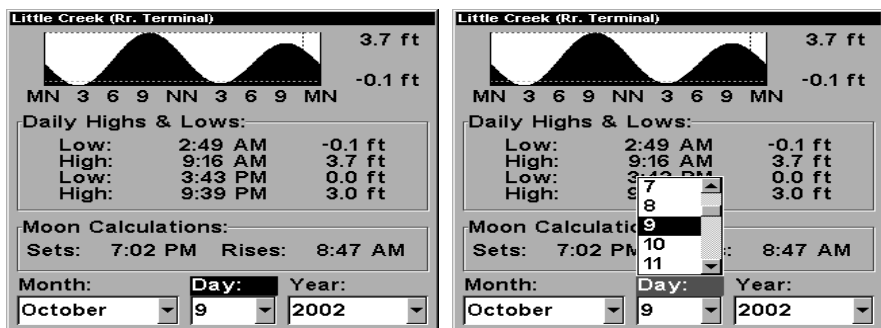 Little Creek (Rr. Terminal)
3.7 ft
-0.1 ft
MN 3 6 9 NN 3 6 9 MN
Daily Highs & Lows:
Low: 2:49 AM -0.1 ft
High: 9:16 AM 3.7 ft
Low: 3:43 PM 0.0 ft
High: 9:39 PM 3.0 ft
Moon Calculations:
Sets: 7:02 PM Rises: 8:47 AM
Month: Day: Year:
October 9 2002
Little Creek (Rr. Terminal)
3.7 ft
-0.1 ft
MN 3 6 9 NN 3 6 9 MN
Daily Highs & Lows:
Low: 2:49 AM -0.1 ft
High: 9:16 AM 3.7 ft
Low: 0.0 ft
High: 3.0 ft
7
8
9
10
11
Moon
Sets: 7:02 8:47 AM
Month: Day: Year:
October 9 2002